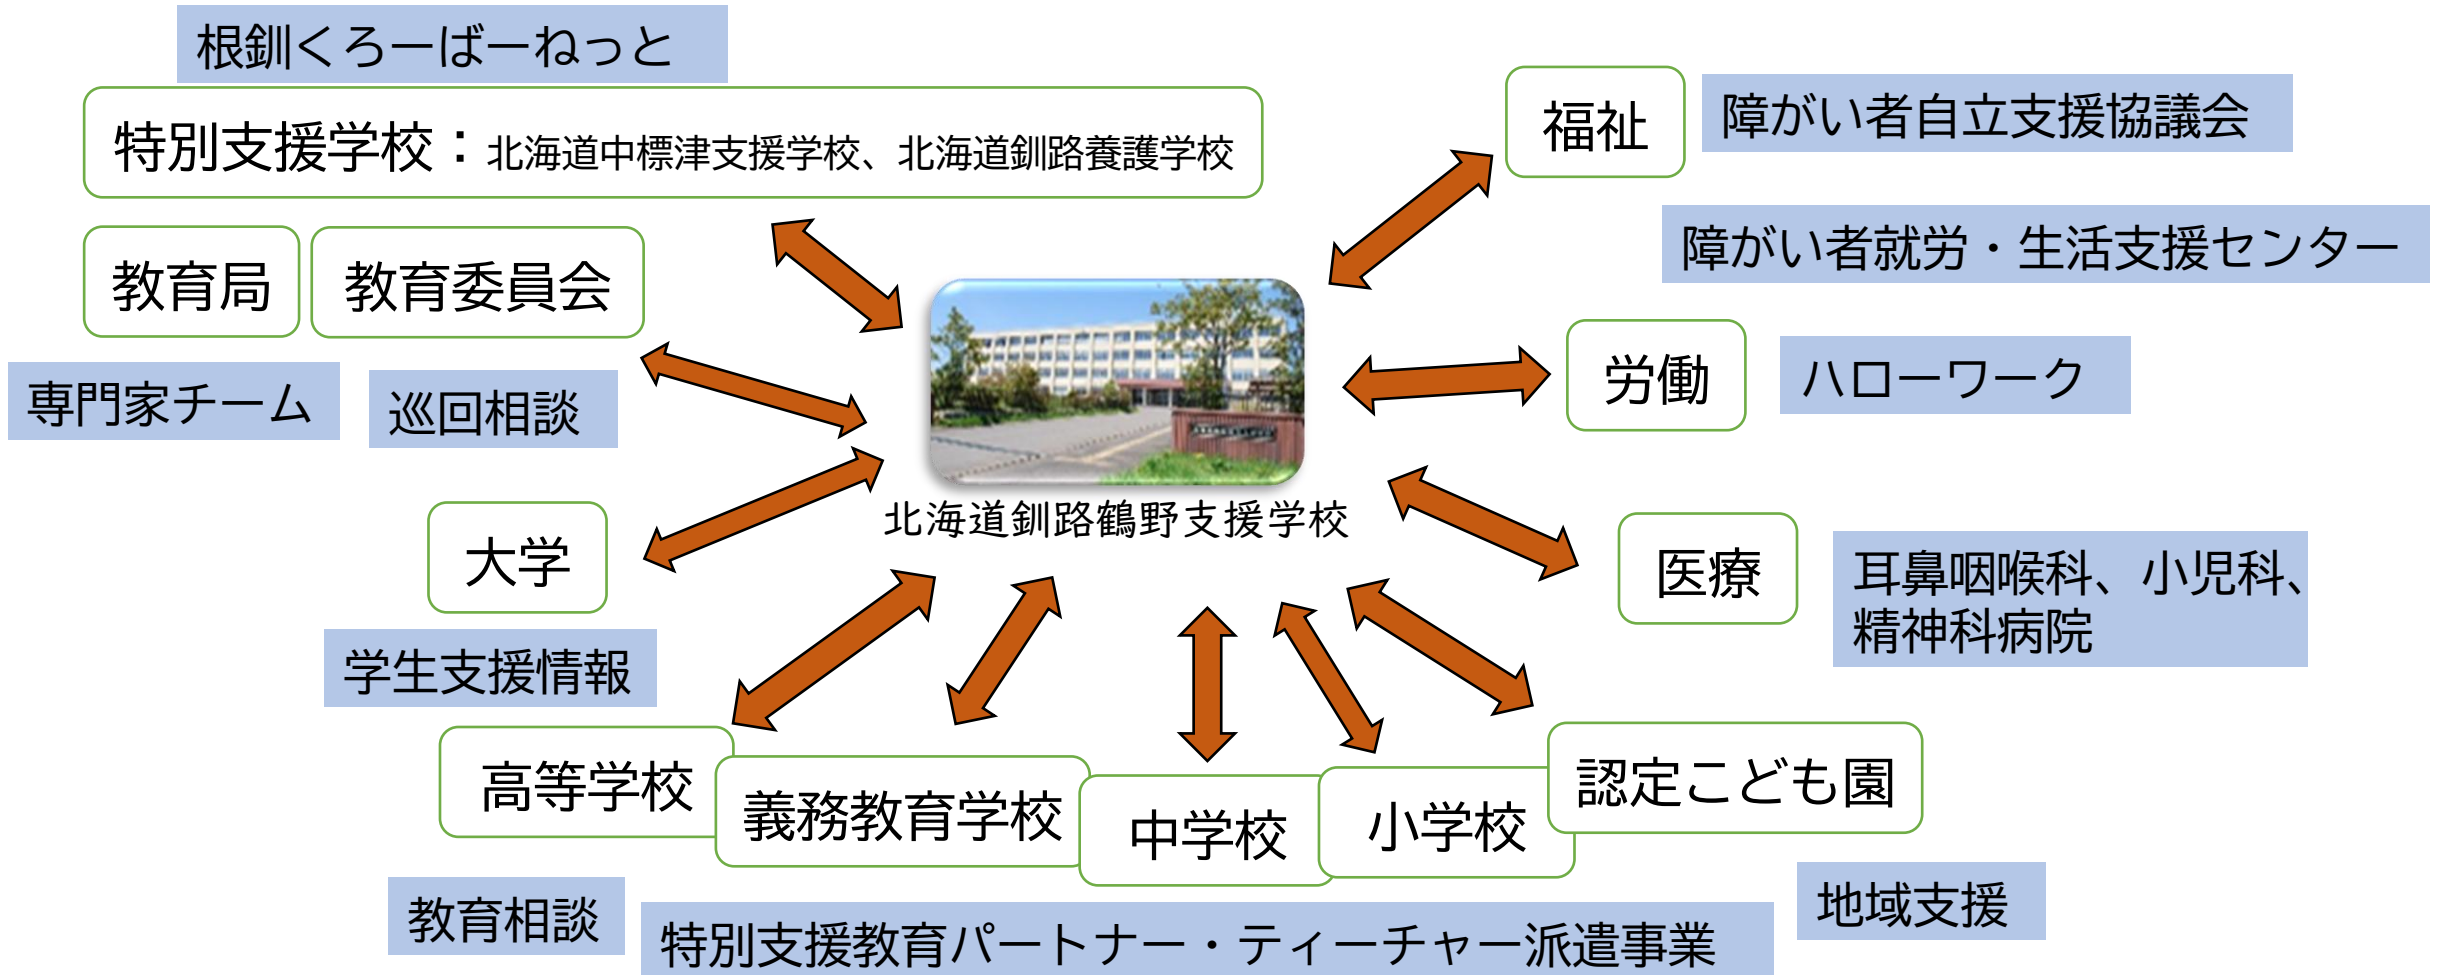 根釧くろーばーねっと
特別支援学校：北海道中標津支援学校、北海道釧路養護学校
教育局
教育委員会
専門家チーム
巡回相談
大学
学生支援情報
福祉
障がい者自立支援協議会
障がい者就労・生活支援センター
労働
ハローワーク
北海道釧路鶴野支援学校
医療
耳鼻咽喉科、小児科、
精神科病院
高等学校
義務教育学校
中学校
小学校
認定こども園
教育相談
特別支援教育パートナー・ティーチャー派遣事業
地域支援